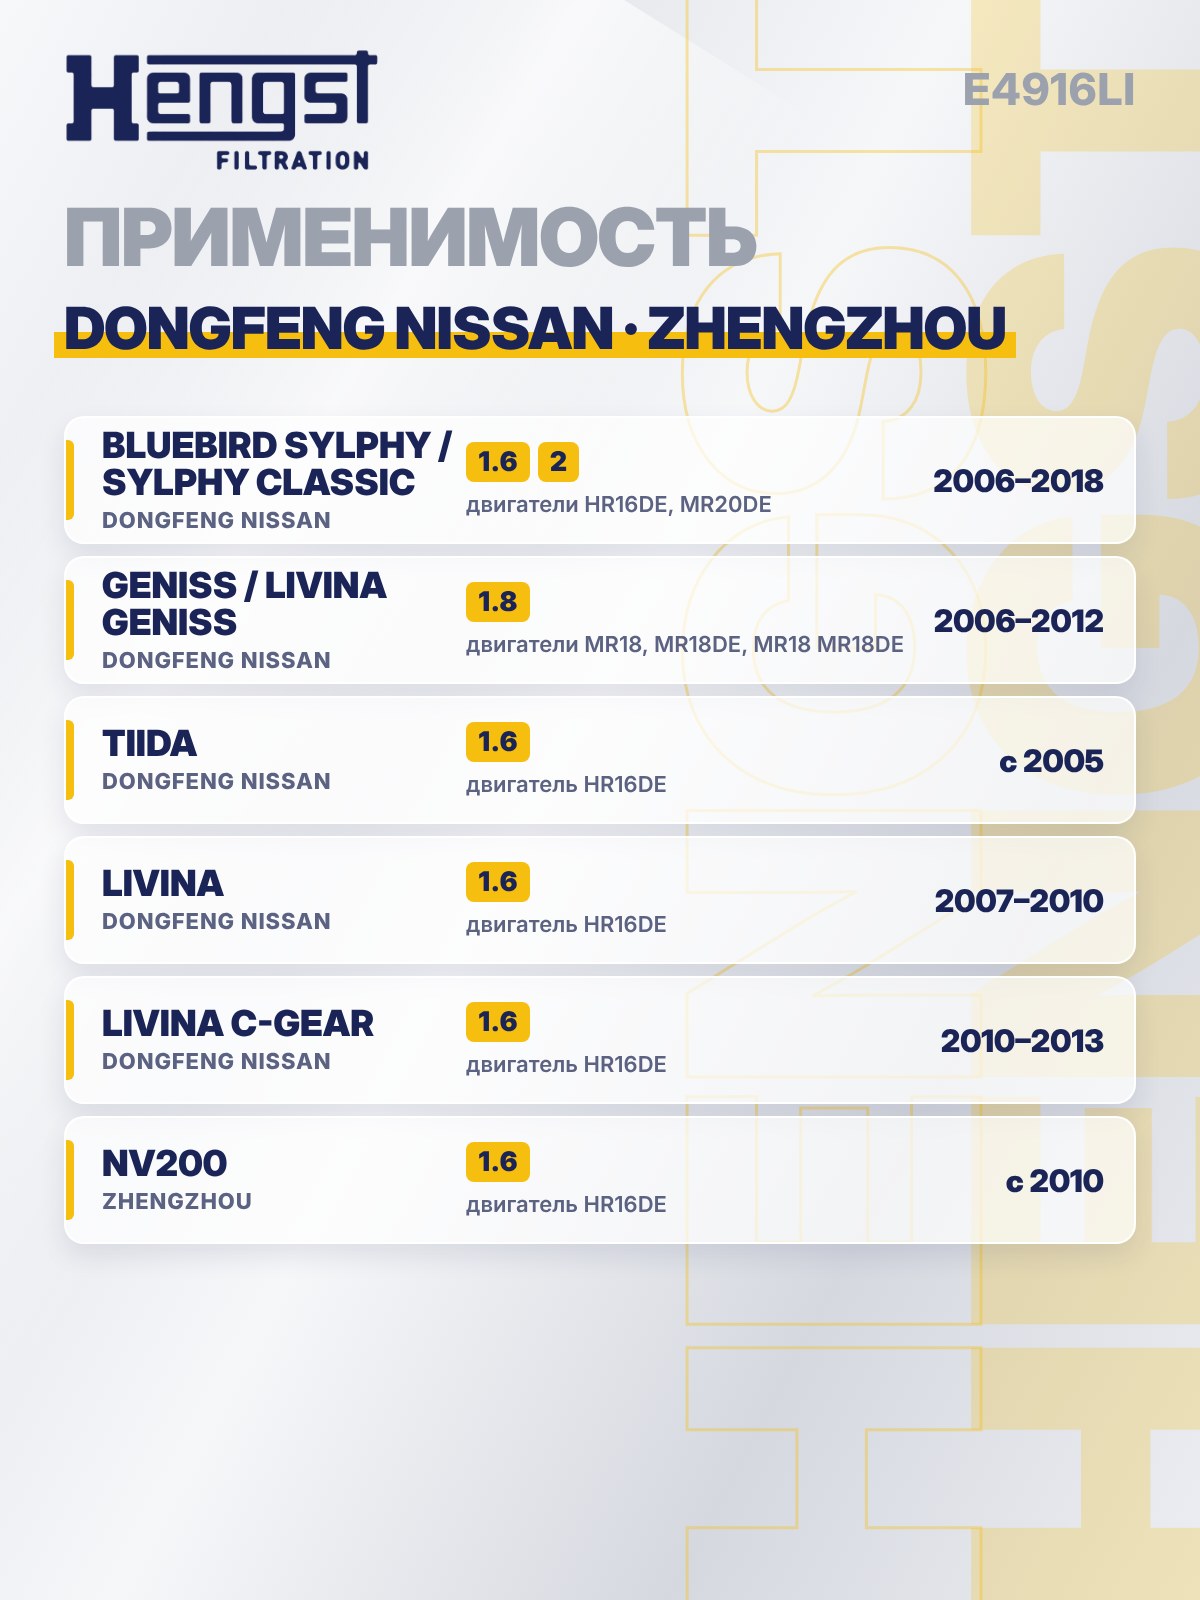 Hengst
FILTRATION
E4916LI
ПРИМЕНИМОСТЬ
DONGFENG NISSAN · ZHENGZHOU
BLUEBIRD SYLPHY /
SYLPHY CLASSIC
DONGFENG NISSAN
1.6 2
двигатели HR16DE, MR20DE
2006–2018
GENISS / LIVINA
GENISS
DONGFENG NISSAN
1.8
двигатели MR18, MR18DE, MR18 MR18DE
2006–2012
TIIDA
DONGFENG NISSAN
1.6
двигатель HR16DE
с 2005
LIVINA
DONGFENG NISSAN
1.6
двигатель HR16DE
2007–2010
LIVINA C-GEAR
DONGFENG NISSAN
1.6
двигатель HR16DE
2010–2013
NV200
ZHENGZHOU
1.6
двигатель HR16DE
с 2010
HENGST
HENGST